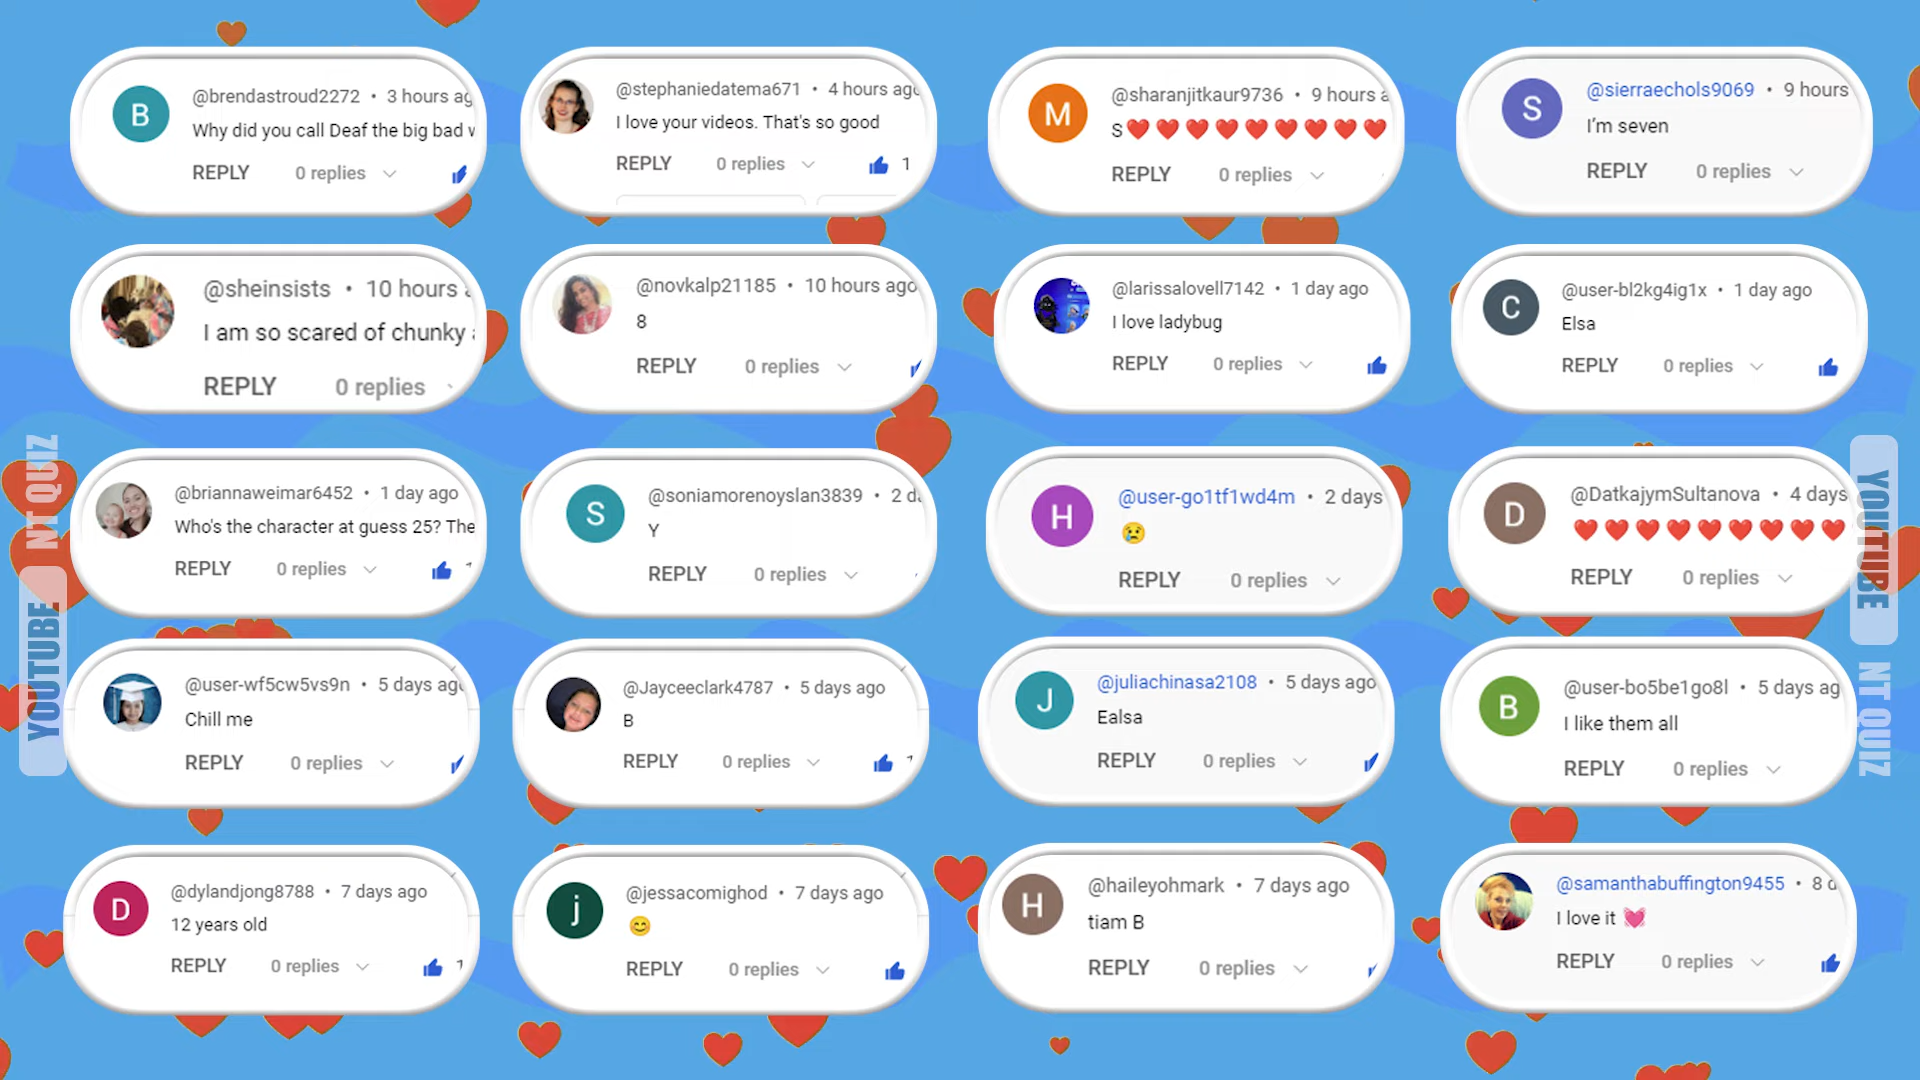 @brendastroud2272 • 3 hours ag
Why did you call Deaf the big bad w
REPLY 0 replies
@stephaniedatema671 • 4 hours ago
I love your videos. That's so good
REPLY 0 replies 1
@sharanjitkaur9736 • 9 hours a
S❤️❤️❤️❤️❤️❤️❤️❤️❤️
REPLY 0 replies
@sierraechols9069 • 9 hours
I'm seven
REPLY 0 replies
@sheinsists • 10 hours
I am so scared of chunky
REPLY 0 replies
@novkalp21185 • 10 hours ago
8
REPLY 0 replies
@larissalovell7142 • 1 day ago
I love ladybug
REPLY 0 replies
@user-bl2kg4ig1x • 1 day ago
Elsa
REPLY 0 replies
@briannaweimar6452 • 1 day ago
Who's the character at guess 25? The
REPLY 0 replies
@soniamorenoyslan3839 • 2 d
Y
REPLY 0 replies
@user-go1tf1wd4m • 2 days
😢
REPLY 0 replies
@DatkajymSultanova • 4 days
❤️❤️❤️❤️❤️❤️❤️❤️❤️
REPLY 0 replies
@user-wf5cw5vs9n • 5 days ago
Chill me
REPLY 0 replies
@Jayceeclark4787 • 5 days ago
B
REPLY 0 replies
@juliachinasa2108 • 5 days ago
Ealsa
REPLY 0 replies
@user-bo5be1go8l • 5 days ag
I like them all
REPLY 0 replies
@dylandjong8788 • 7 days ago
12 years old
REPLY 0 replies
@jessacomighod • 7 days ago
😊
REPLY 0 replies
@haileyohmark • 7 days ago
tiam B
REPLY 0 replies
@samanthabuffington9455 • 8 d
I love it 💓
REPLY 0 replies
B
M
S
C
S
H
D
J
B
D
j
H
YOUTUBE NT QUIZ
YOUTUBE NT QUIZ